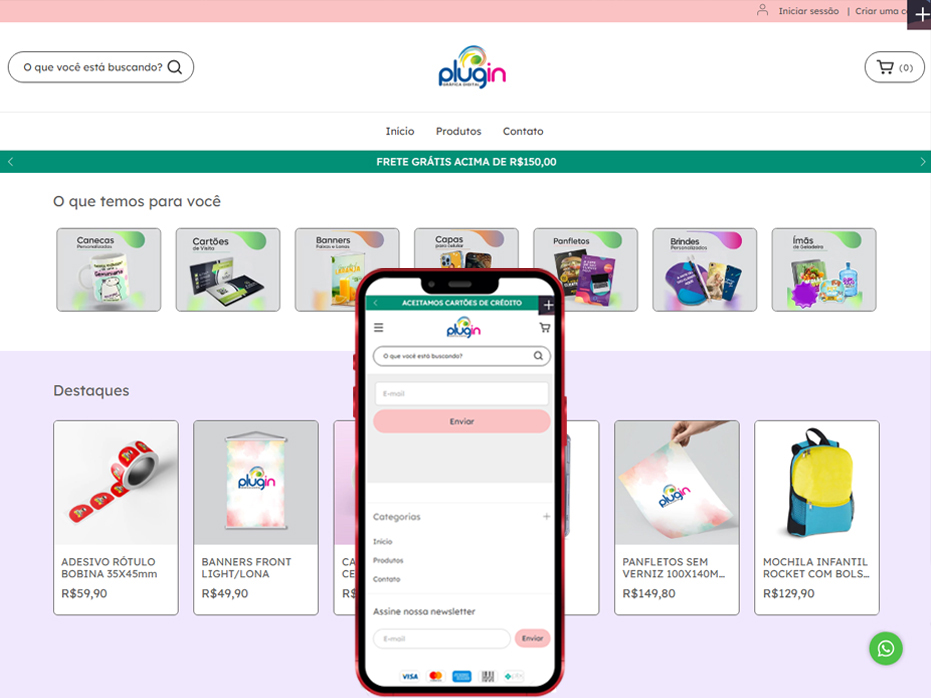 Iniciar sessão | Criar uma
O que você está buscando?
plugin
GRÁFICA DIGITAL
(0)
Início
Produtos
Contato
FRETE GRÁTIS ACIMA DE R$150,00
O que temos para você
Canecas
Personalizadas
Cartões
de Visita
Banners
Faixas e Lonas
Capas
para Celular
Panfletos
Brindes
Personalizados
Ímãs
de Geladeira
Destaques
plugin
plugin
ADESIVO RÓTULO
BOBINA 35X45mm
R$59,90
BANNERS FRONT
LIGHT/LONA
R$49,90
CA
CE
R$
PANFLETOS SEM
VERNIZ 100X140M...
R$149,80
MOCHILA INFANTIL
ROCKET COM BOLS...
R$129,90
ACEITAMOS CARTÕES DE CRÉDITO
plugin
O que você está buscando?
E-mail
Enviar
Categorias
Início
Produtos
Contato
Assine nossa newsletter
E-mail
Enviar
VISA